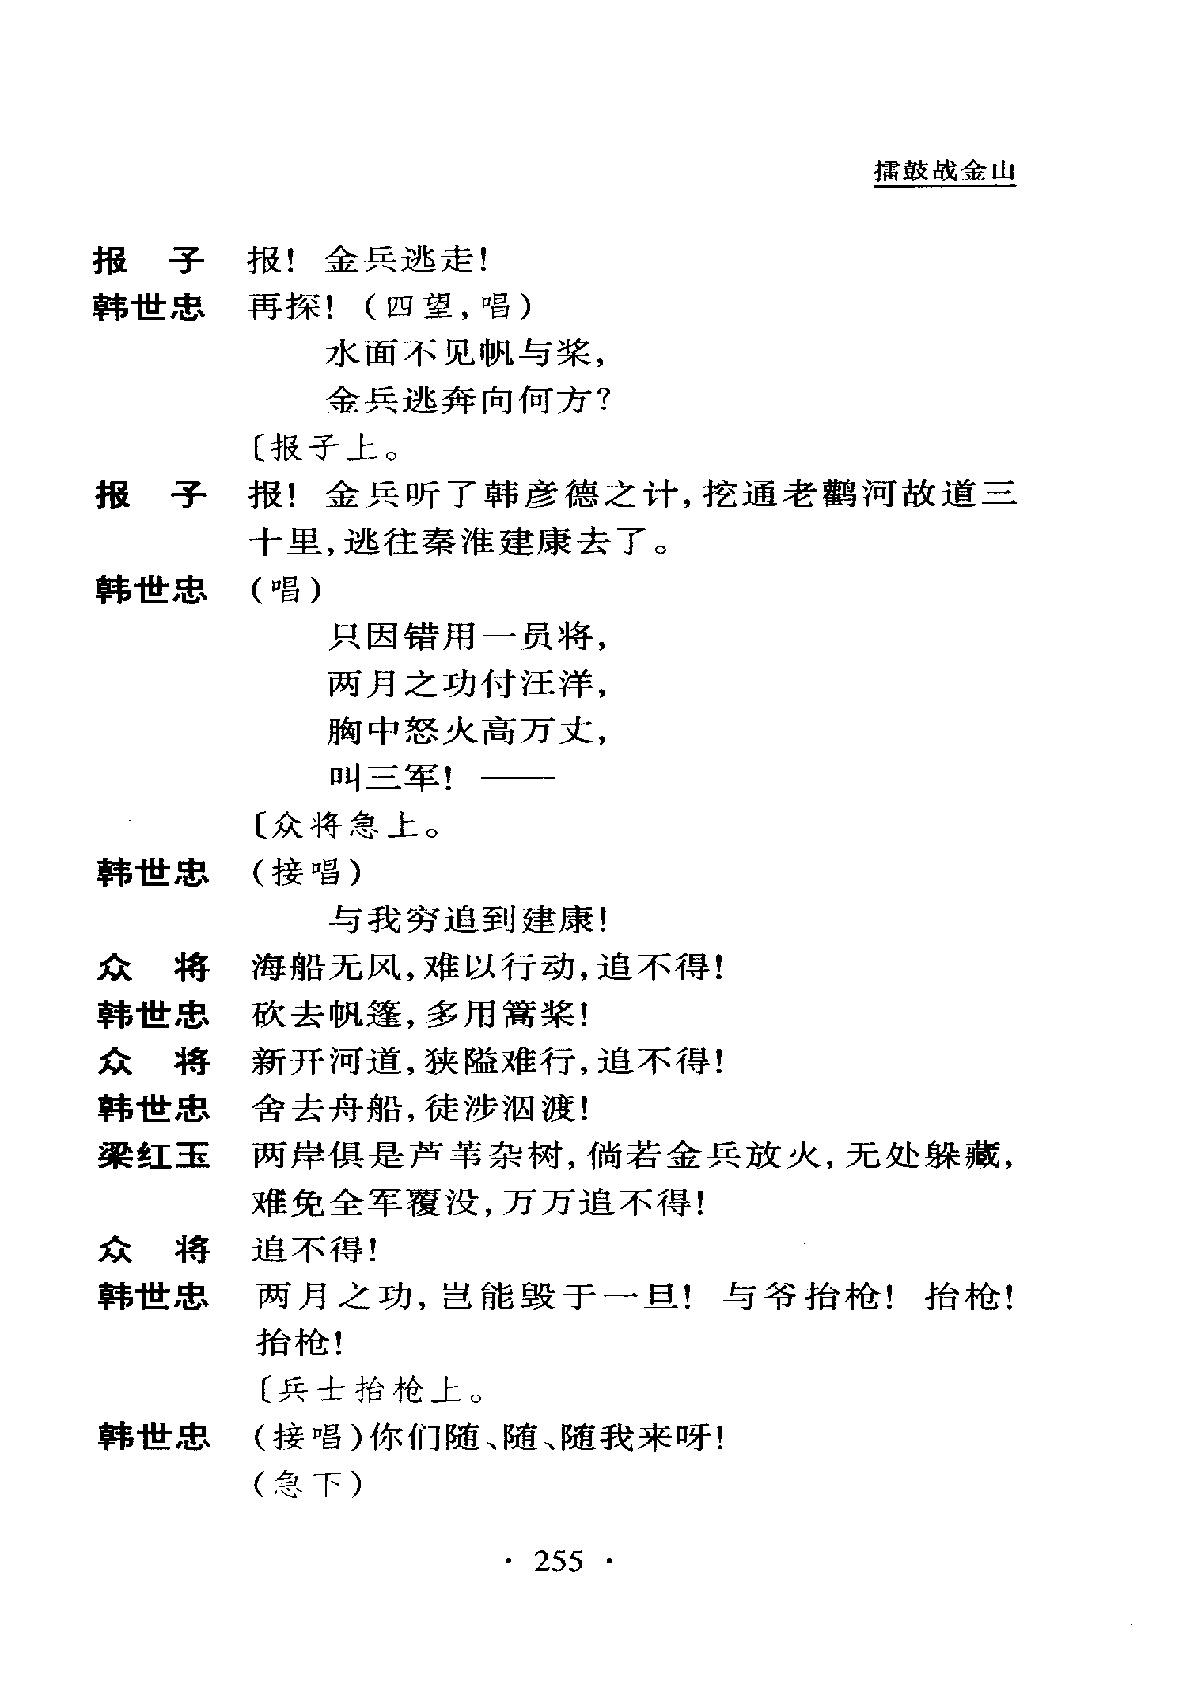 擂鼓战金山
报　子　报！金兵逃走！
韩世忠　再探！（四望，唱）
水面不见帆与桨，
金兵逃奔向何方？
〔报子上。
报　子　报！金兵听了韩彦德之计，挖通老鹳河故道三
十里，逃往秦淮建康去了。
韩世忠　（唱）
只因错用一员将，
两月之功付汪洋，
胸中怒火高万丈，
叫三军！——
〔众将急上。
韩世忠　（接唱）
与我穷追到建康！
众　将　海船无风，难以行动，追不得！
韩世忠　砍去帆篷，多用篙桨！
众　将　新开河道，狭隘难行，追不得！
韩世忠　舍去舟船，徒涉泅渡！
梁红玉　两岸俱是芦苇杂树，倘若金兵放火，无处躲藏，
难免全军覆没，万万追不得！
众　将　追不得！
韩世忠　两月之功，岂能毁于一旦！与爷抬枪！抬枪！
抬枪！
〔兵士抬枪上。
韩世忠　（接唱）你们随、随、随我来呀！
（急下）
· 255 ·